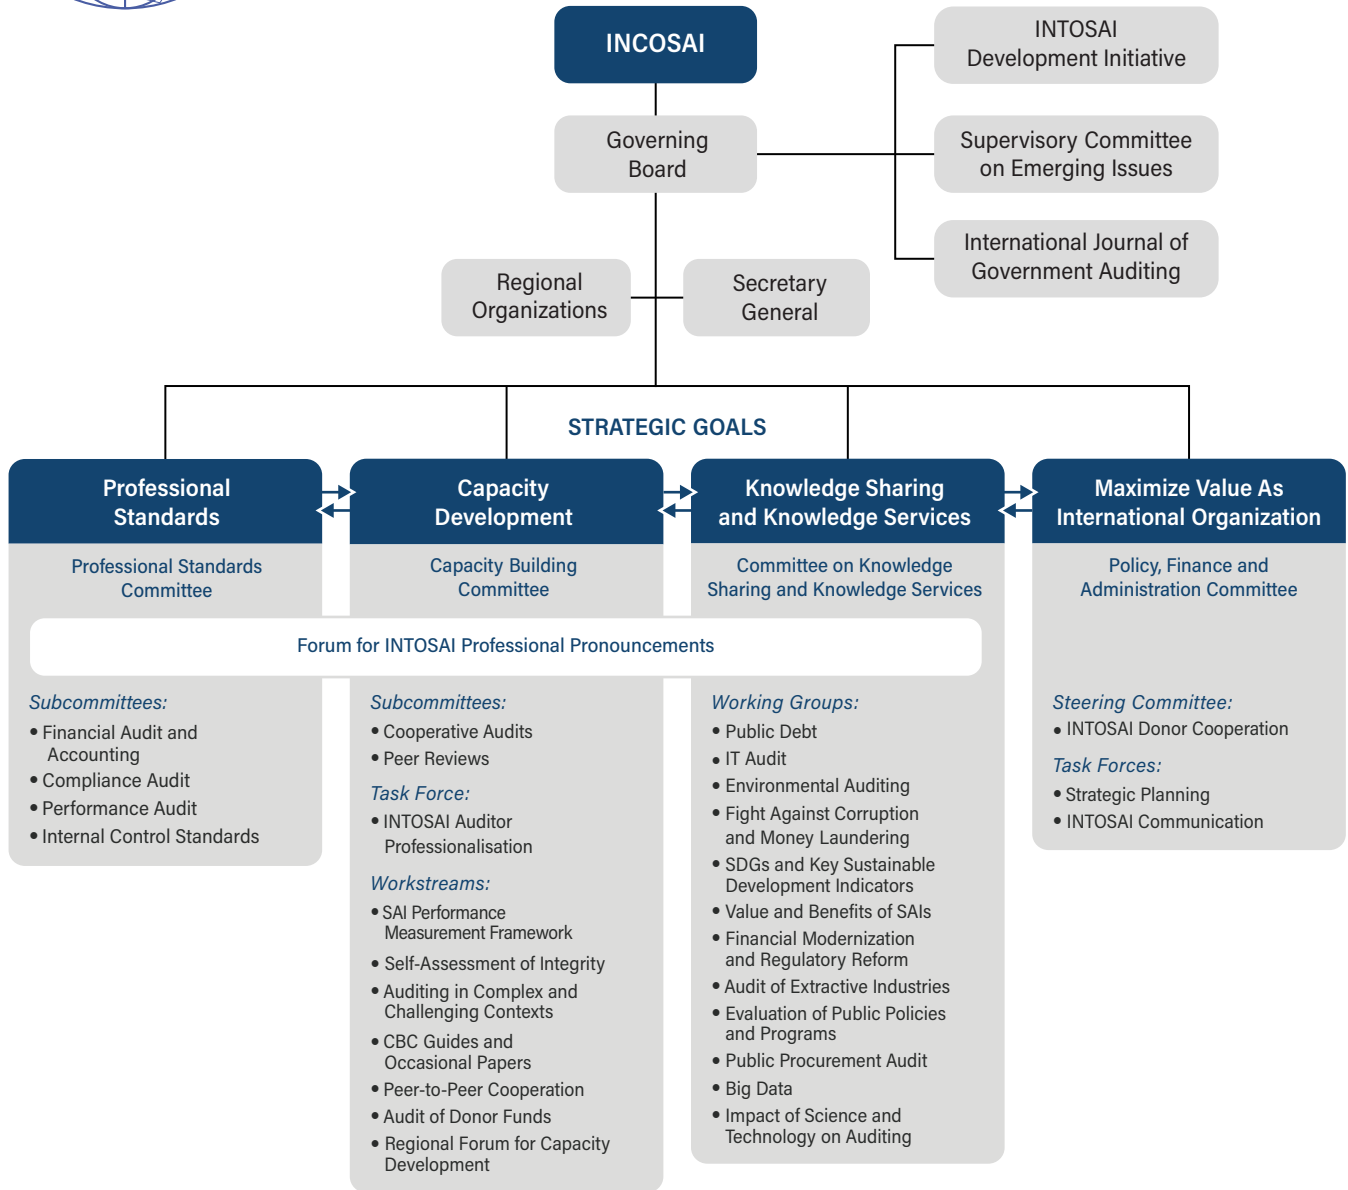 INCOSAI
INTOSAI
Development Initiative
Governing
Board
Supervisory Committee
on Emerging Issues
International Journal of
Government Auditing
Regional
Organizations
Secretary
General
STRATEGIC GOALS
Professional
Standards
Professional Standards
Committee
Capacity
Development
Capacity Building
Committee
Knowledge Sharing
and Knowledge Services
Committee on Knowledge
Sharing and Knowledge Services
Maximize Value As
International Organization
Policy, Finance and
Administration Committee
Forum for INTOSAI Professional Pronouncements
Subcommittees:
• Financial Audit and
Accounting
• Compliance Audit
• Performance Audit
• Internal Control Standards
Subcommittees:
• Cooperative Audits
• Peer Reviews
Task Force:
• INTOSAI Auditor
Professionalisation
Workstreams:
• SAI Performance
Measurement Framework
• Self-Assessment of Integrity
• Auditing in Complex and
Challenging Contexts
• CBC Guides and
Occasional Papers
• Peer-to-Peer Cooperation
• Audit of Donor Funds
• Regional Forum for Capacity
Development
Working Groups:
• Public Debt
• IT Audit
• Environmental Auditing
• Fight Against Corruption
and Money Laundering
• SDGs and Key Sustainable
Development Indicators
• Value and Benefits of SAIs
• Financial Modernization
and Regulatory Reform
• Audit of Extractive Industries
• Evaluation of Public Policies
and Programs
• Public Procurement Audit
• Big Data
• Impact of Science and
Technology on Auditing
Steering Committee:
• INTOSAI Donor Cooperation
Task Forces:
• Strategic Planning
• INTOSAI Communication